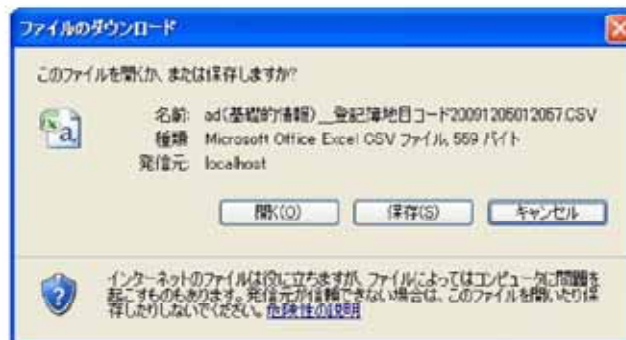 ファイルのダウンロード
このファイルを開くか、または保存しますか?
名前: ad(基礎的情報)__登記簿地目コード20091205012057.CSV
種類: Microsoft Office Excel CSV ファイル, 559 バイト
発信元: localhost
開く(O) 保存(S) キャンセル
インターネットのファイルは役に立ちますが、ファイルによってはコンピュータに問題を
起こすものもあります。発信元が信頼できない場合は、このファイルを開いたり保
存したりしないでください。危険性の説明